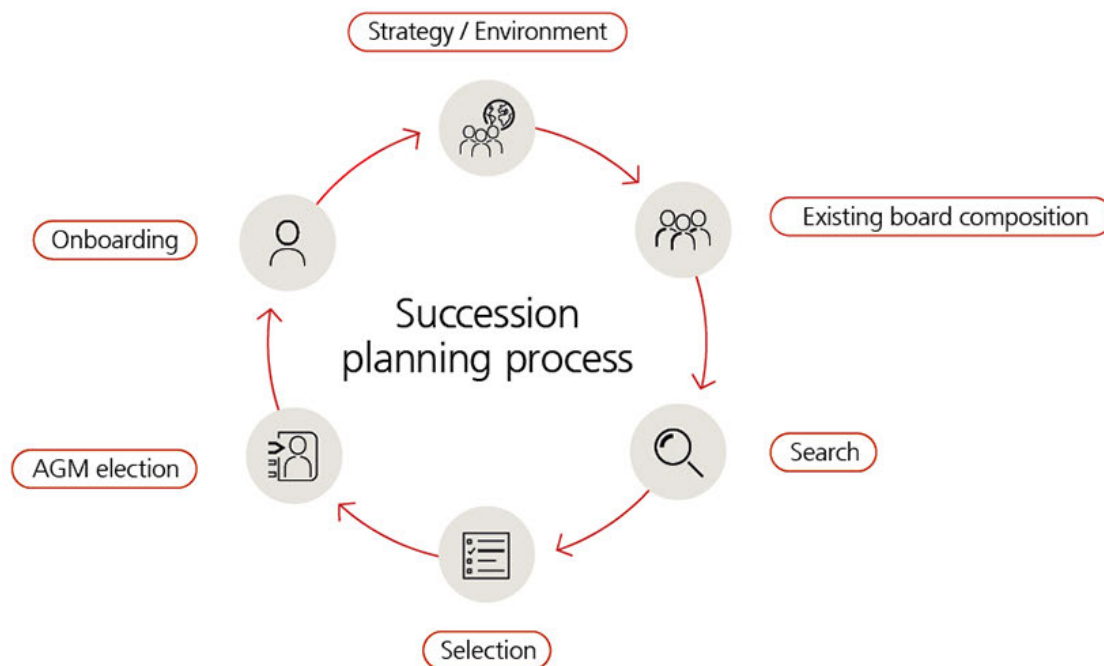 Strategy / Environment
Existing board composition
Onboarding
Succession
planning process
AGM election
Search
Selection